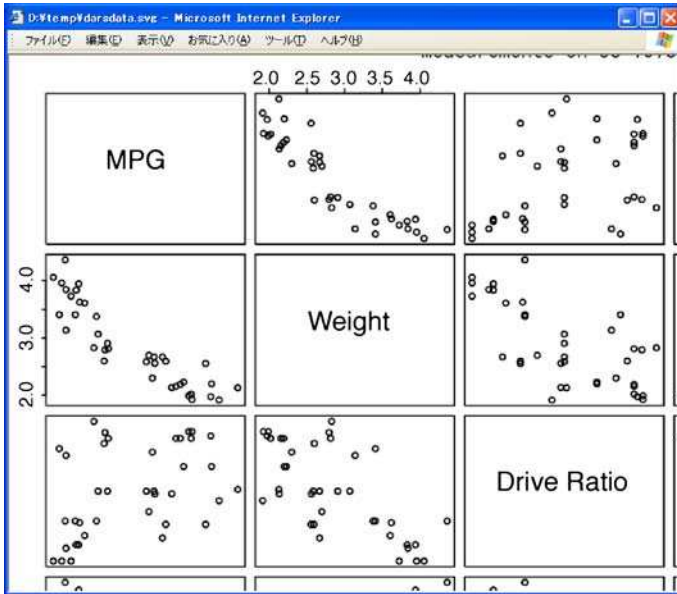 D:¥temp¥darsdata.svg - Microsoft Internet Explorer
ファイル(F) 編集(E) 表示(V) お気に入り(A) ツール(T) ヘルプ(H)
2.0 2.5 3.0 3.5 4.0
MPG
4.0
3.0
2.0
Weight
Drive Ratio